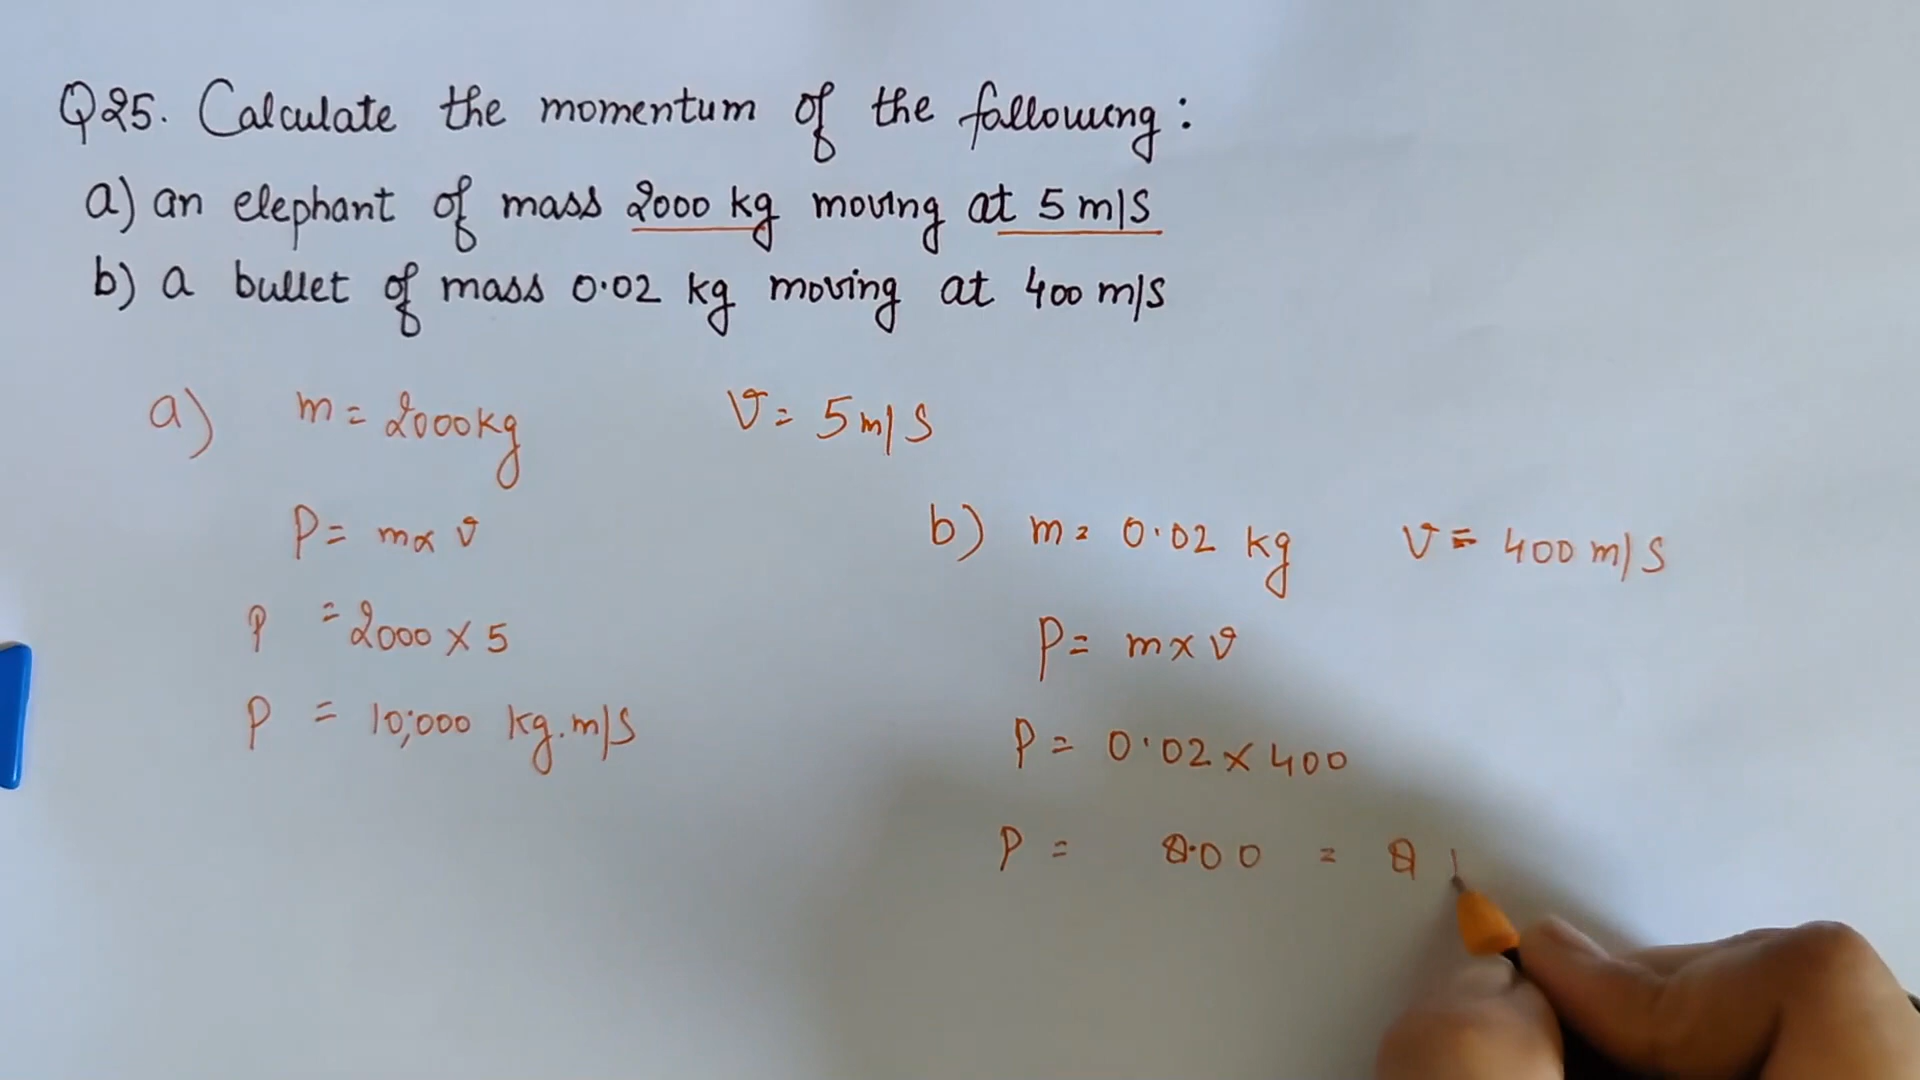 Q25. Calculate the momentum of the following:
a) an elephant of mass 2000 kg moving at 5 m/s
b) a bullet of mass 0.02 kg moving at 400 m/s
a) m = 2000kg v = 5 m/s
P = m x v
P = 2000 x 5
P = 10,000 kg.m/s
b) m = 0.02 kg v = 400 m/s
P = m x v
P = 0.02 x 400
P = 8.00 = 8